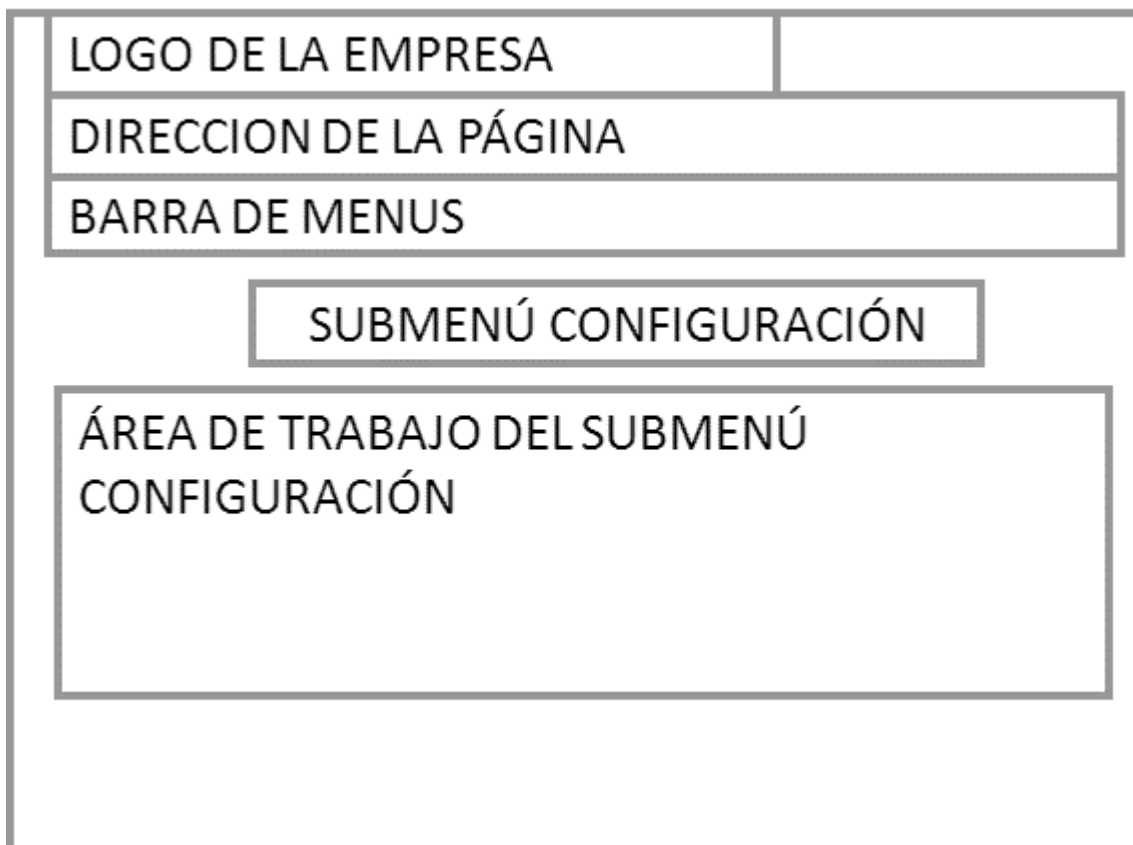 LOGO DE LA EMPRESA
DIRECCION DE LA PÁGINA
BARRA DE MENUS
SUBMENÚ CONFIGURACIÓN
ÁREA DE TRABAJO DEL SUBMENÚ
CONFIGURACIÓN